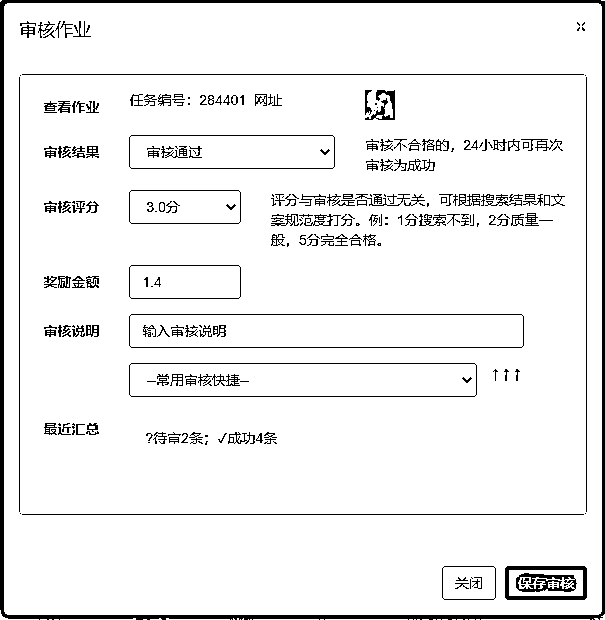 审核作业
查看作业 任务编号：284401 网址
审核结果 审核通过 审核不合格的，24小时内可再次
审核为成功
审核评分 3.0分 评分与审核是否通过无关，可根据搜索结果和文
案规范度打分。例：1分搜索不到，2分质量一
般，5分完全合格。
奖励金额 1.4
审核说明 输入审核说明
--常用审核快捷-- ↑↑↑
最近汇总 ?待审2条；✓成功4条
关闭 保存审核